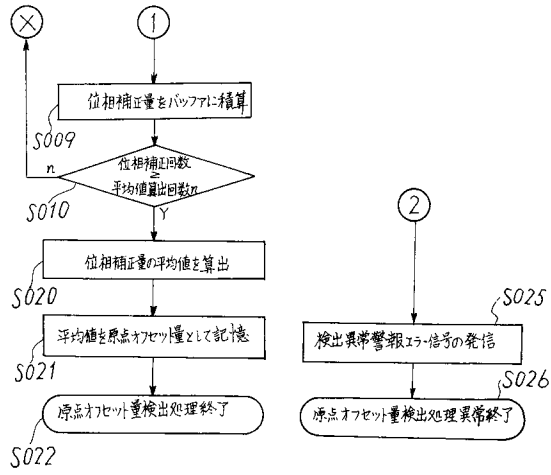 X
1
位相補正量をバッファに積算
S009
位相補正回数
≧
平均値算出回数n
n
S010
Y
位相補正量の平均値を算出
S020
平均値を原点オフセット量として記憶
S021
原点オフセット量検出処理終了
S022
2
S025
検出異常警報エラー信号の発信
S026
原点オフセット量検出処理異常終了